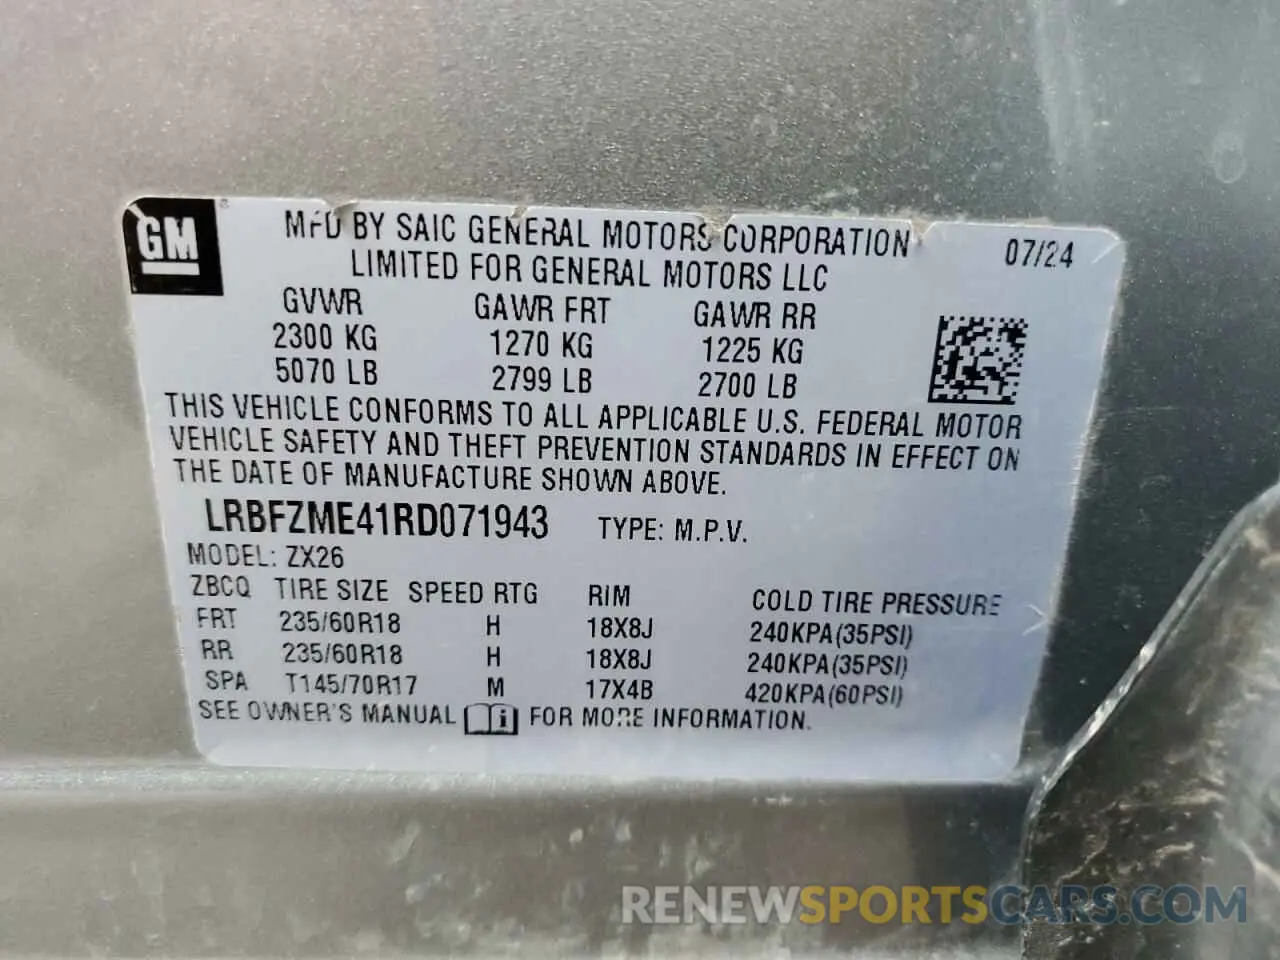 GM
MFD BY SAIC GENERAL MOTORS CORPORATION 07/24
LIMITED FOR GENERAL MOTORS LLC
GVWR GAWR FRT GAWR RR
2300 KG 1270 KG 1225 KG
5070 LB 2799 LB 2700 LB
THIS VEHICLE CONFORMS TO ALL APPLICABLE U.S. FEDERAL MOTOR
VEHICLE SAFETY AND THEFT PREVENTION STANDARDS IN EFFECT ON
THE DATE OF MANUFACTURE SHOWN ABOVE.
LRBFZME41RD071943 TYPE: M.P.V.
MODEL: ZX26
ZBCQ TIRE SIZE SPEED RTG RIM COLD TIRE PRESSURE
FRT 235/60R18 H 18X8J 240KPA(35PSI)
RR 235/60R18 H 18X8J 240KPA(35PSI)
SPA T145/70R17 M 17X4B 420KPA(60PSI)
SEE OWNER'S MANUAL i FOR MORE INFORMATION.
RENEWSPORTSCARS.COM